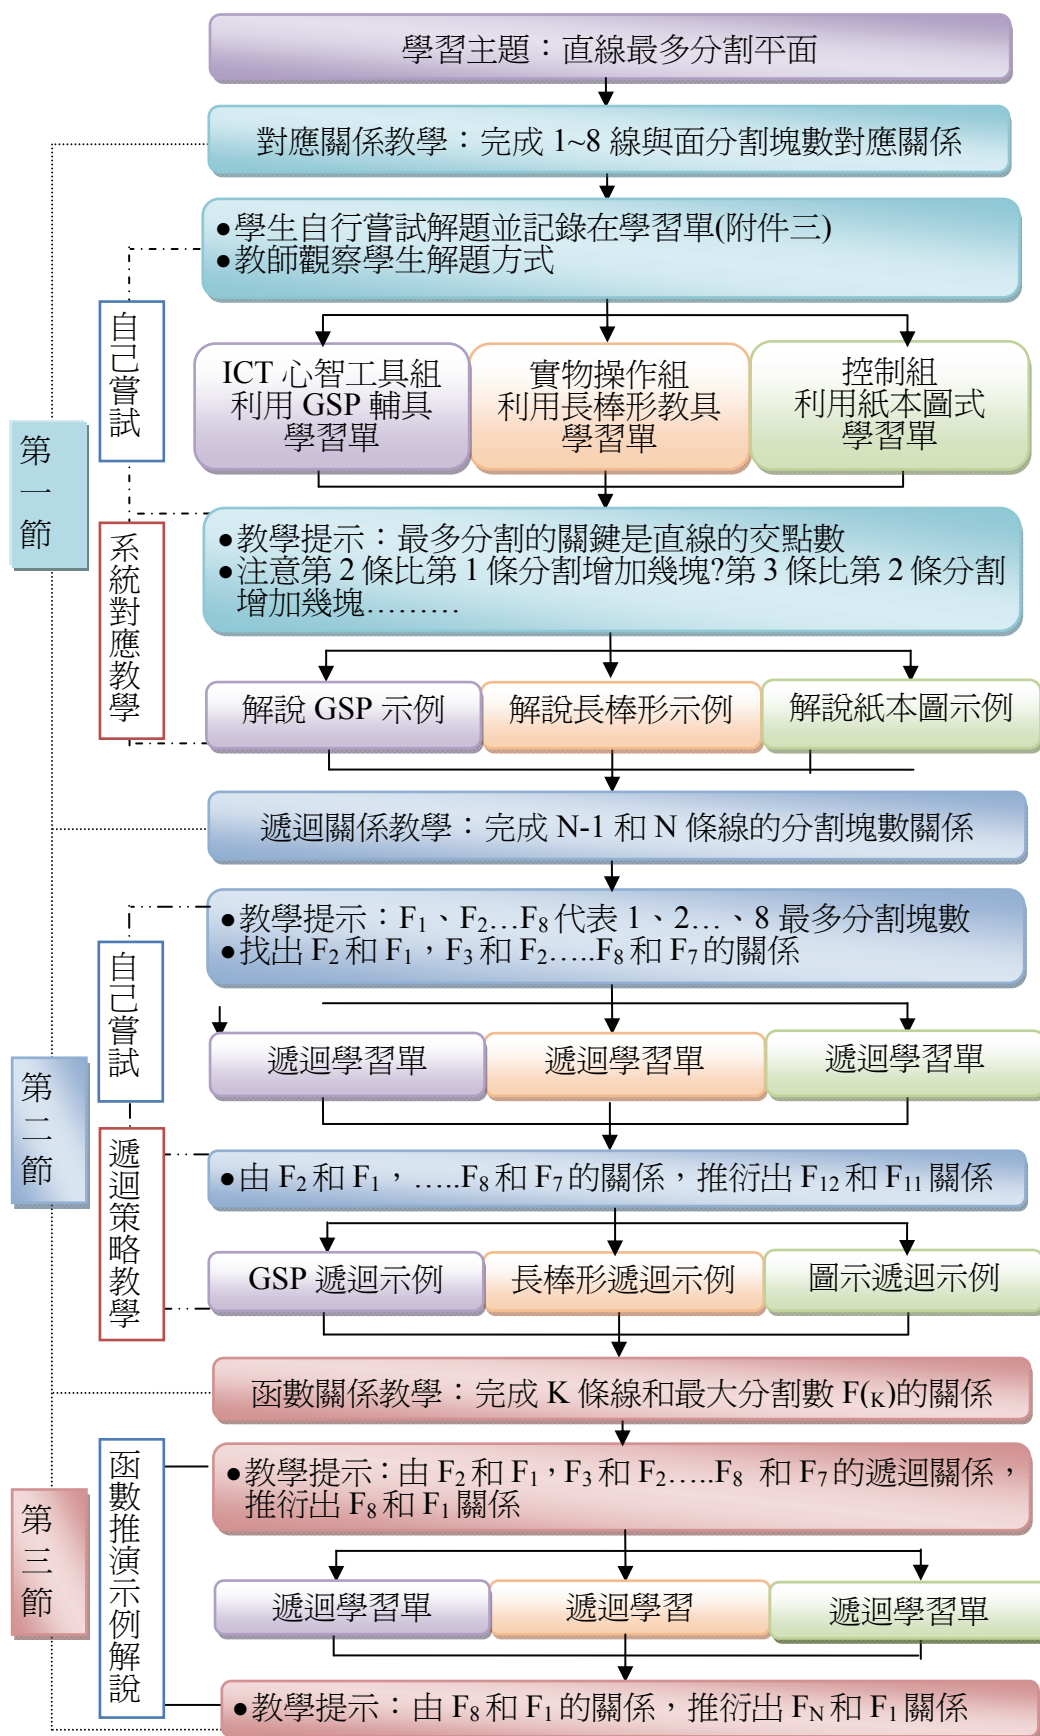 學習主題：直線最多分割平面
對應關係教學：完成 1~8 線與面分割塊數對應關係
●學生自行嘗試解題並記錄在學習單(附件三)
●教師觀察學生解題方式
自己嘗試
ICT 心智工具組
利用 GSP 輔具
學習單
實物操作組
利用長棒形教具
學習單
控制組
利用紙本圖式
學習單
第一節
系統對應教學
●教學提示：最多分割的關鍵是直線的交點數
●注意第 2 條比第 1 條分割增加幾塊?第 3 條比第 2 條分割
增加幾塊………
解說 GSP 示例
解說長棒形示例
解說紙本圖示例
遞迴關係教學：完成 N-1 和 N 條線的分割塊數關係
●教學提示：F1、F2…F8 代表 1、2…、8 最多分割塊數
●找出 F2 和 F1，F3 和 F2…..F8 和 F7 的關係
自己嘗試
遞迴學習單
遞迴學習單
遞迴學習單
第二節
遞迴策略教學
●由 F2 和 F1，…..F8 和 F7 的關係，推衍出 F12 和 F11 關係
GSP 遞迴示例
長棒形遞迴示例
圖示遞迴示例
函數關係教學：完成 K 條線和最大分割數 F(K)的關係
函數推演示例解說
●教學提示：由 F2 和 F1，F3 和 F2…..F8 和 F7 的遞迴關係，
推衍出 F8 和 F1 關係
第三節
遞迴學習單
遞迴學習
遞迴學習單
●教學提示：由 F8 和 F1 的關係，推衍出 FN 和 F1 關係